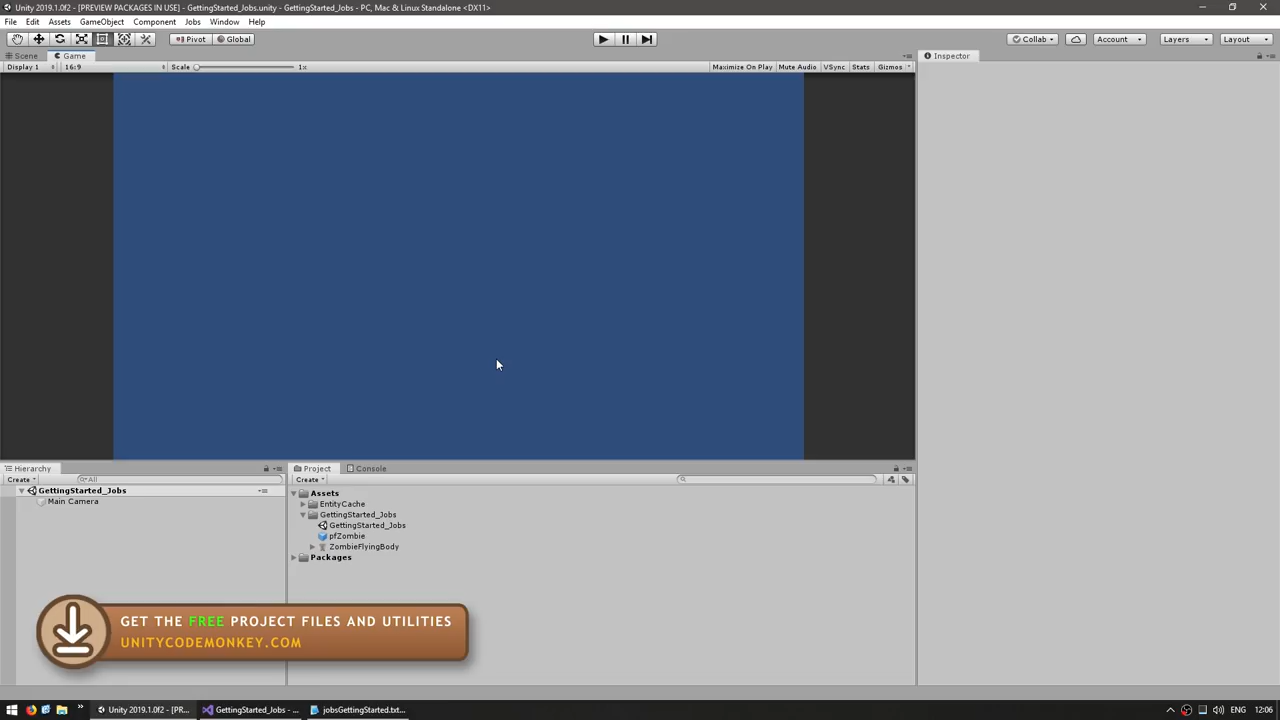 Unity 2019.1.0f2 - [PREVIEW PACKAGES IN USE] - GettingStarted_Jobs.unity - GettingStarted_Jobs - PC, Mac & Linux Standalone <DX11>
File Edit Assets GameObject Component Jobs Window Help
Pivot Global Collab Account Layers Layout
Scene Game Inspector
Display 1 16:9 Scale 1x Maximize On Play Mute Audio VSync Stats Gizmos
Hierarchy Project Console
Create All Create
GettingStarted_Jobs
Main Camera
Assets
EntityCache
GettingStarted_Jobs
GettingStarted_Jobs
pfZombie
ZombieFlyingBody
Packages
GET THE FREE PROJECT FILES AND UTILITIES
UNITYCODEMONKEY.COM
Unity 2019.1.0f2 - [PR... GettingStarted_Jobs - ... jobsGettingStarted.txt... ENG 12:06